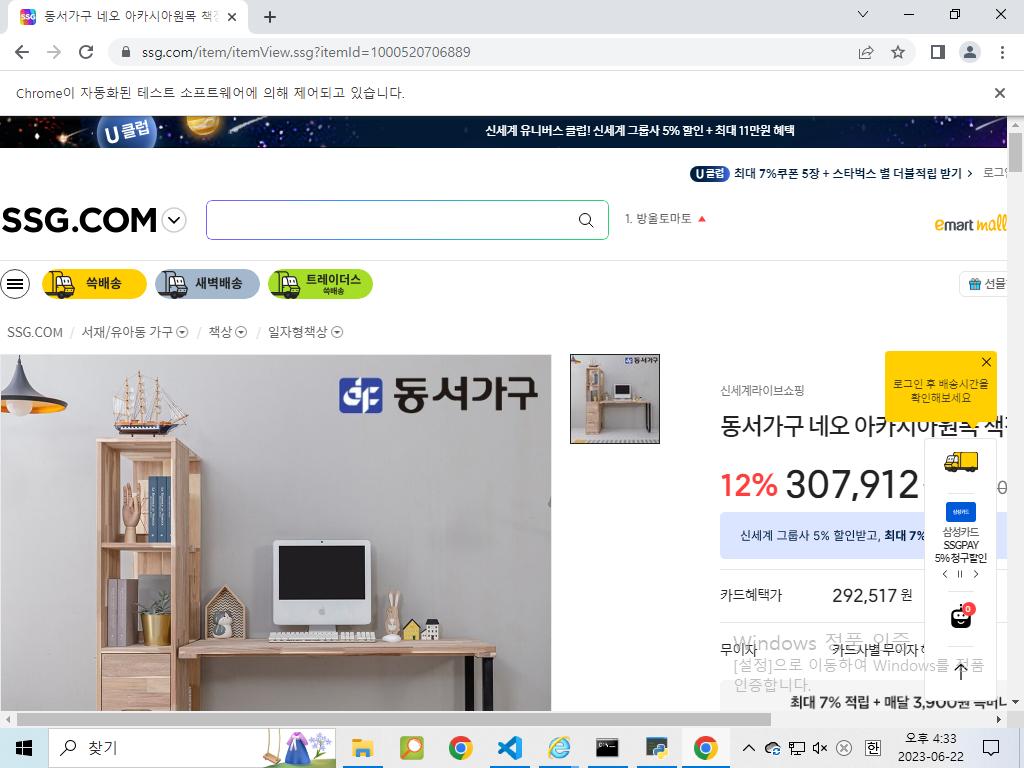 동서가구 네오 아카시아원목 책장
ssg.com/item/itemView.ssg?itemId=1000520706889
Chrome이 자동화된 테스트 소프트웨어에 의해 제어되고 있습니다.
U 클럽
신세계 유니버스 클럽! 신세계 그룹사 5% 할인 + 최대 11만원 혜택
U 클럽 최대 7%쿠폰 5장 + 스타벅스 별 더블적립 받기 >
SSG.COM
1. 방울토마토
emart mall
쓱배송
새벽배송
트레이더스
쓱배송
선물
SSG.COM / 서재/유아동 가구 / 책상 / 일자형책상
동서가구
동서가구
신세계라이브쇼핑
로그인 후 배송시간을
확인해보세요
동서가구 네오 아카시아원목
12% 307,912
신세계 그룹사 5% 할인받고, 최대 7%
삼성카드
삼성카드
SSGPAY
5% 청구할인
카드혜택가 292,517 원
0
무이자 카드사별 무이자
Windows 정품 인증
[설정]으로 이동하여 Windows를 정품
인증합니다.
최대 7% 적립 + 매달 3,900원
찾기
한
오후 4:33
2023-06-22